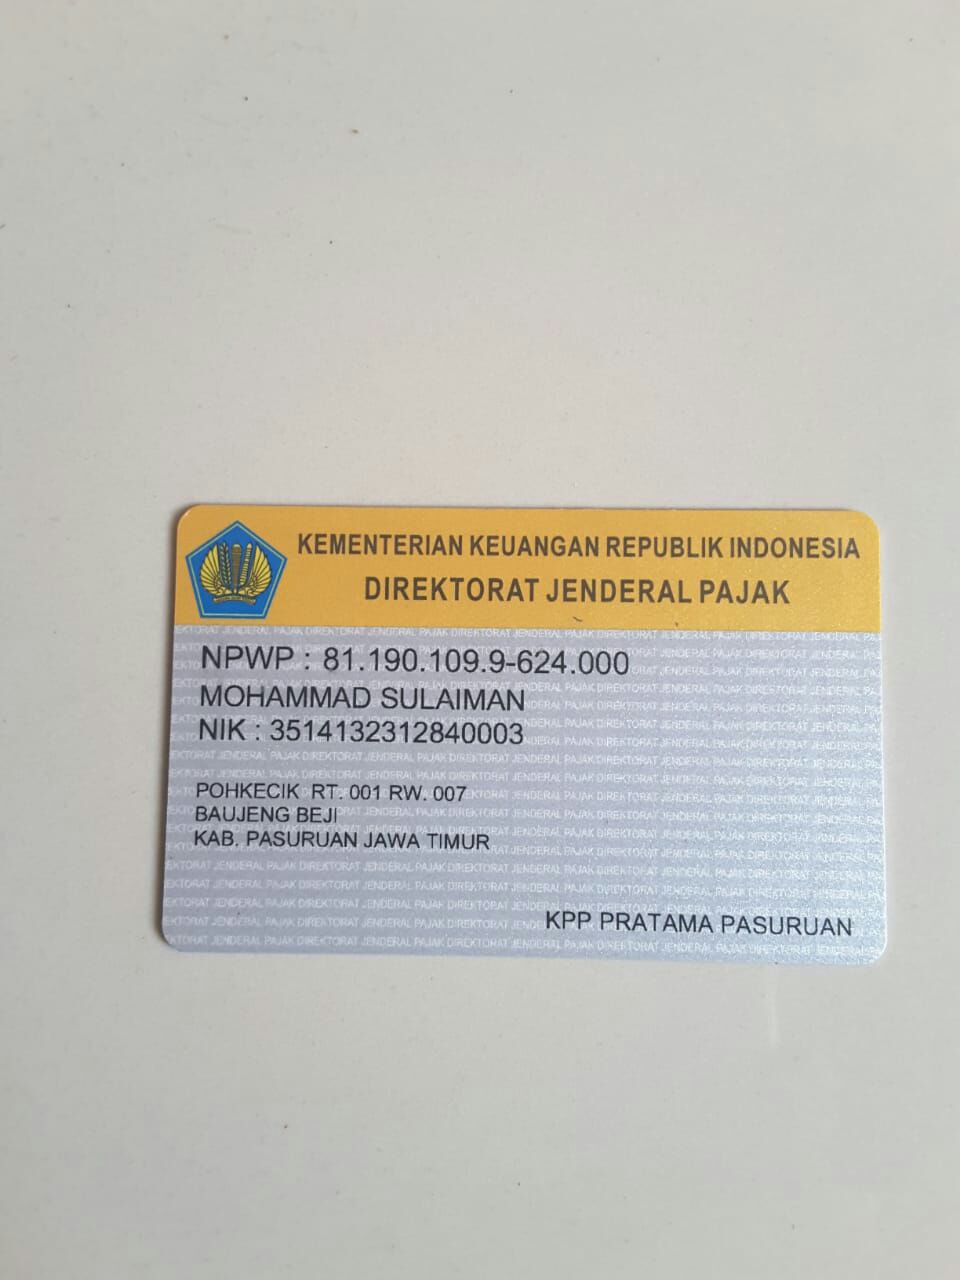 KEMENTERIAN KEUANGAN REPUBLIK INDONESIA
DIREKTORAT JENDERAL PAJAK
NPWP : 81.190.109.9-624.000
MOHAMMAD SULAIMAN
NIK : 3514132312840003
POHKECIK RT. 001 RW. 007
BAUJENG BEJI
KAB. PASURUAN JAWA TIMUR
KPP PRATAMA PASURUAN